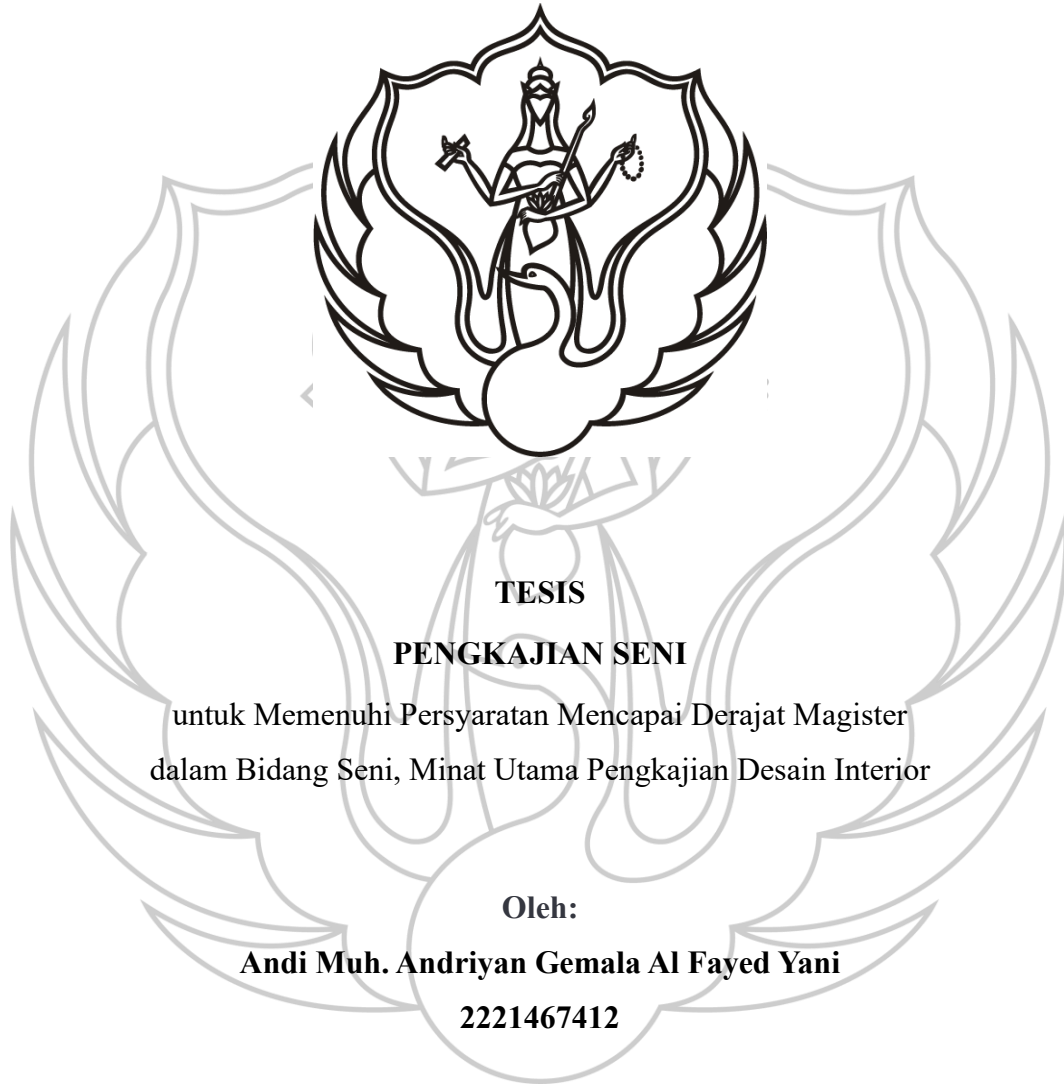 TESIS
PENGKAJIAN SENI
untuk Memenuhi Persyaratan Mencapai Derajat Magister
dalam Bidang Seni, Minat Utama Pengkajian Desain Interior
Oleh:
Andi Muh. Andriyan Gemala Al Fayed Yani
2221467412